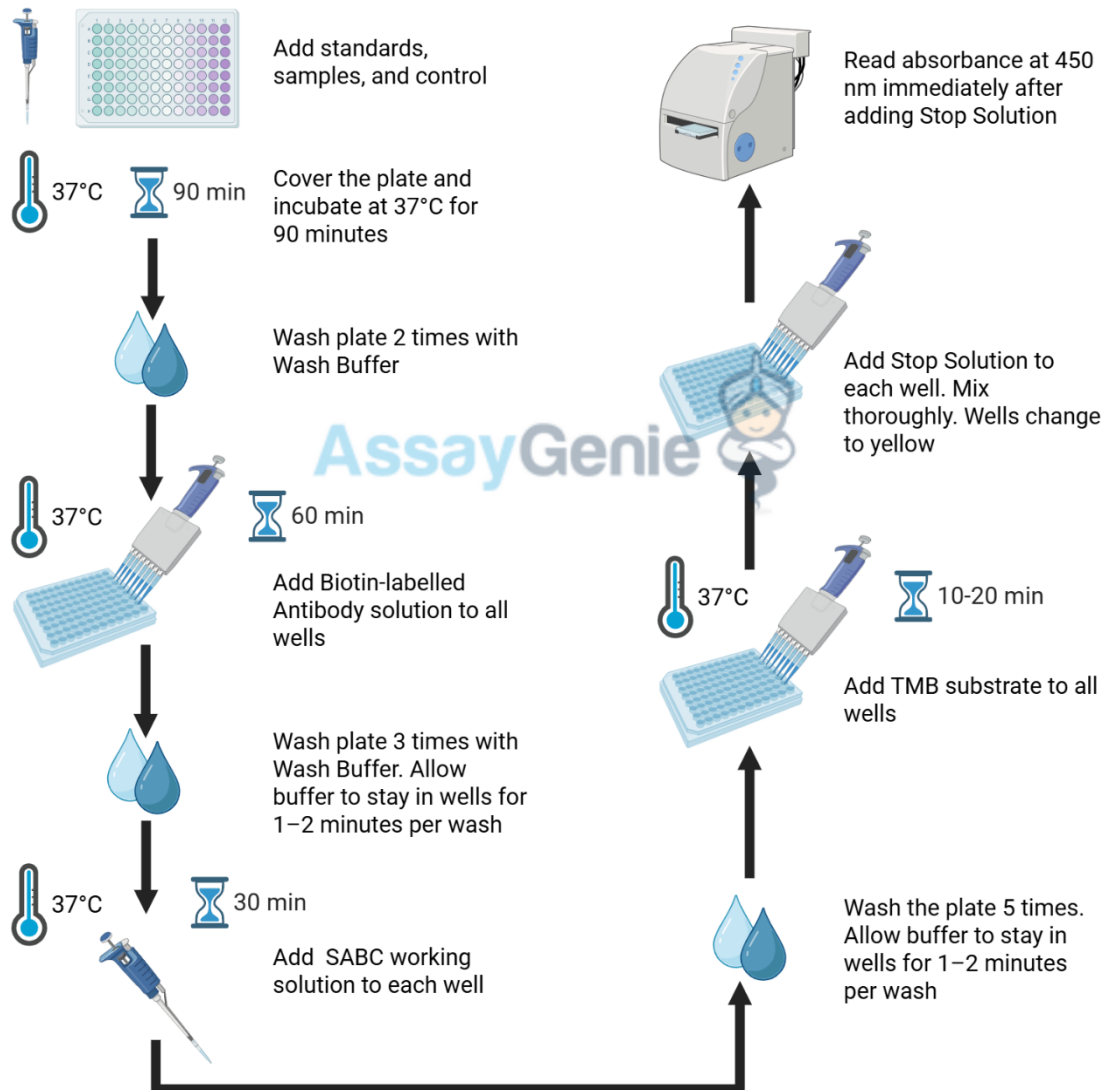 Add standards,
samples, and control
37°C
90 min
Cover the plate and
incubate at 37°C for
90 minutes
Wash plate 2 times with
Wash Buffer
37°C
60 min
Add Biotin-labelled
Antibody solution to all
wells
Wash plate 3 times with
Wash Buffer. Allow
buffer to stay in wells for
1–2 minutes per wash
37°C
30 min
Add SABC working
solution to each well
Wash the plate 5 times.
Allow buffer to stay in
wells for 1–2 minutes
per wash
37°C
10-20 min
Add TMB substrate to all
wells
Add Stop Solution to
each well. Mix
thoroughly. Wells change
to yellow
Read absorbance at 450
nm immediately after
adding Stop Solution
AssayGenie